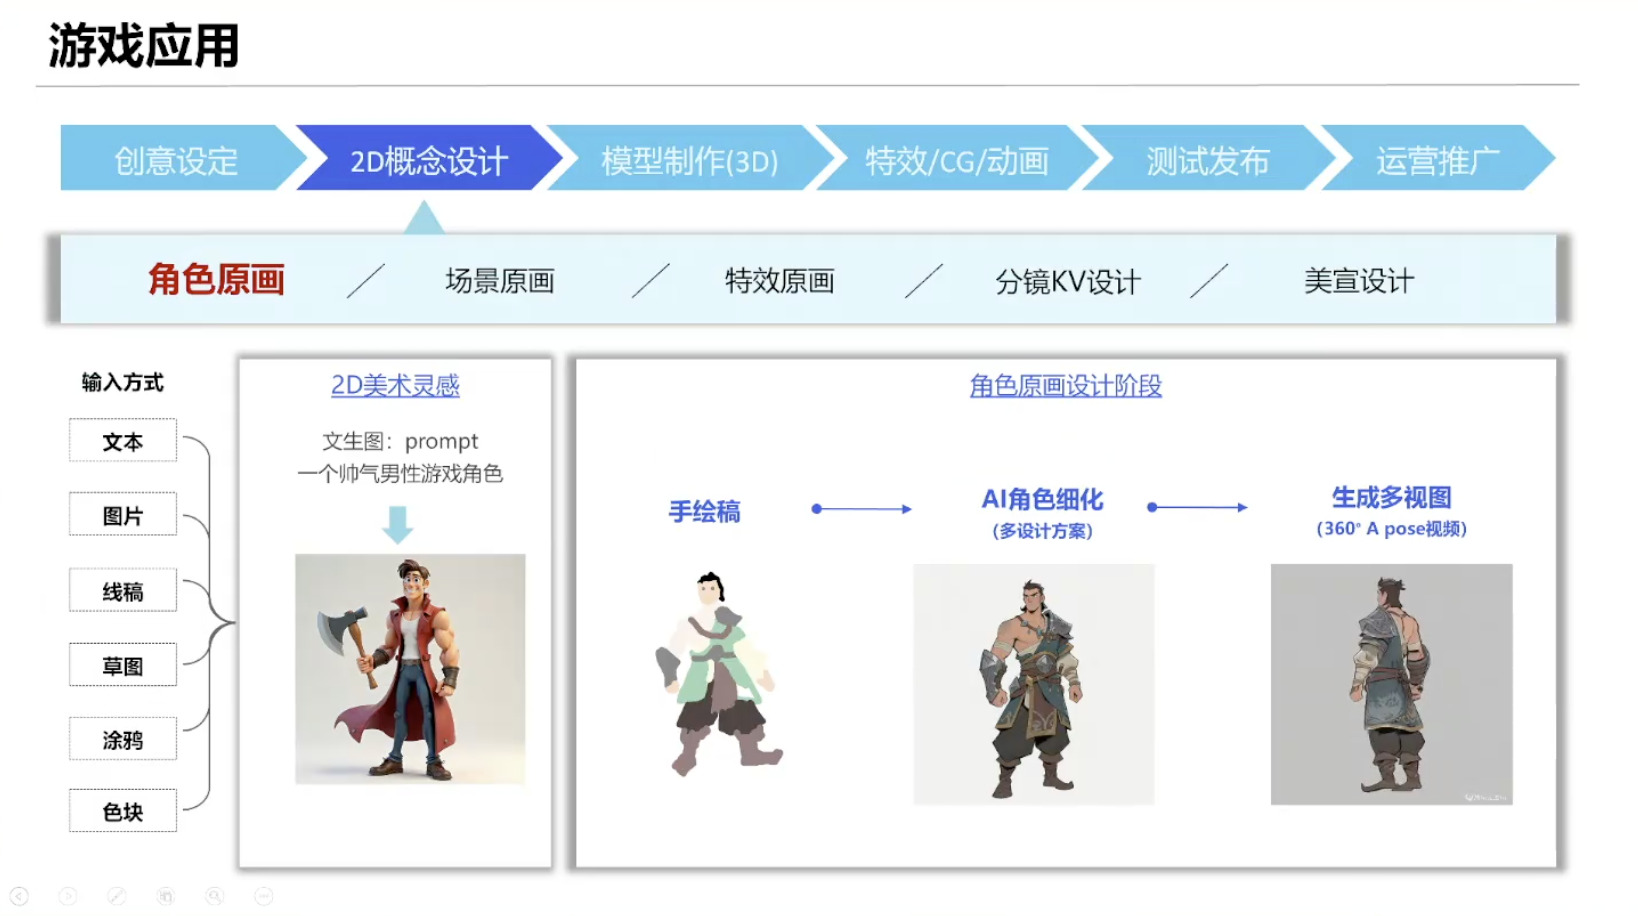 游戏应用
创意设定
2D概念设计
模型制作(3D)
特效/CG/动画
测试发布
运营推广
角色原画
场景原画
特效原画
分镜KV设计
美宣设计
输入方式
文本
图片
线稿
草图
涂鸦
色块
2D美术灵感
文生图：prompt
一个帅气男性游戏角色
角色原画设计阶段
手绘稿
AI角色细化
(多设计方案)
生成多视图
(360° A pose视频)